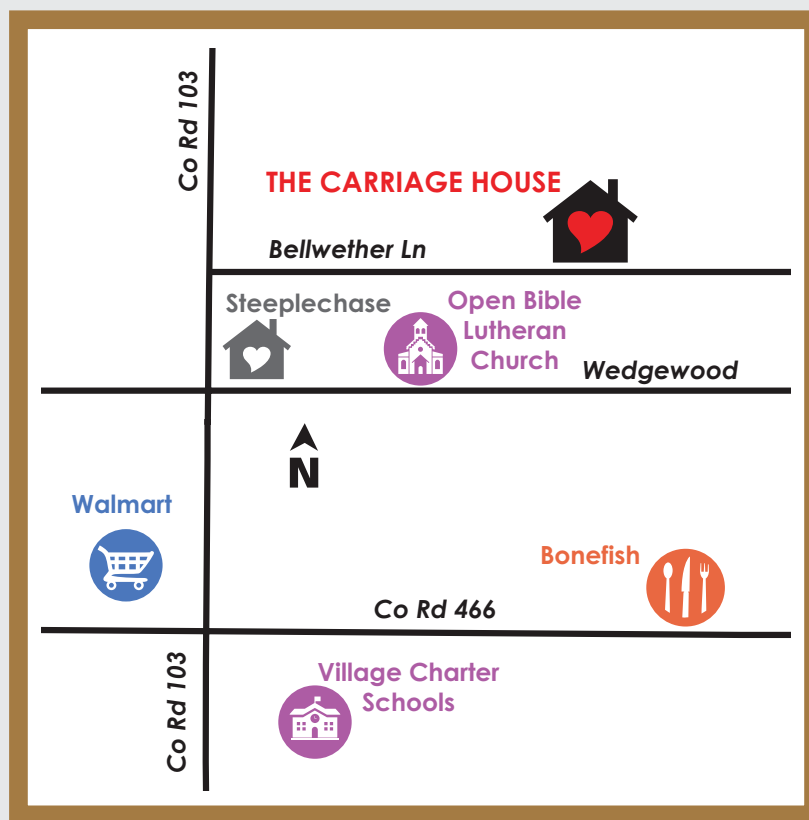 Co Rd 103
THE CARRIAGE HOUSE
Bellwether Ln
Steeplechase
Open Bible
Lutheran
Church
Wedgewood
N
Walmart
Bonefish
Co Rd 466
Co Rd 103
Village Charter
Schools